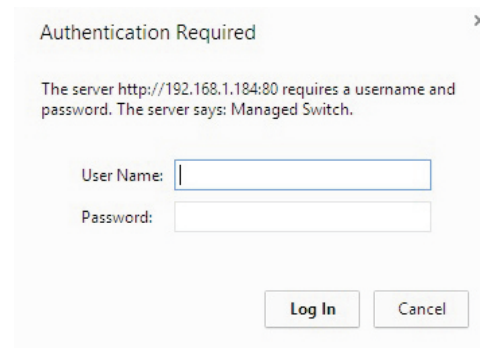 Authentication Required
The server http://192.168.1.184:80 requires a username and
password. The server says: Managed Switch.
User Name:
Password:
Log In Cancel